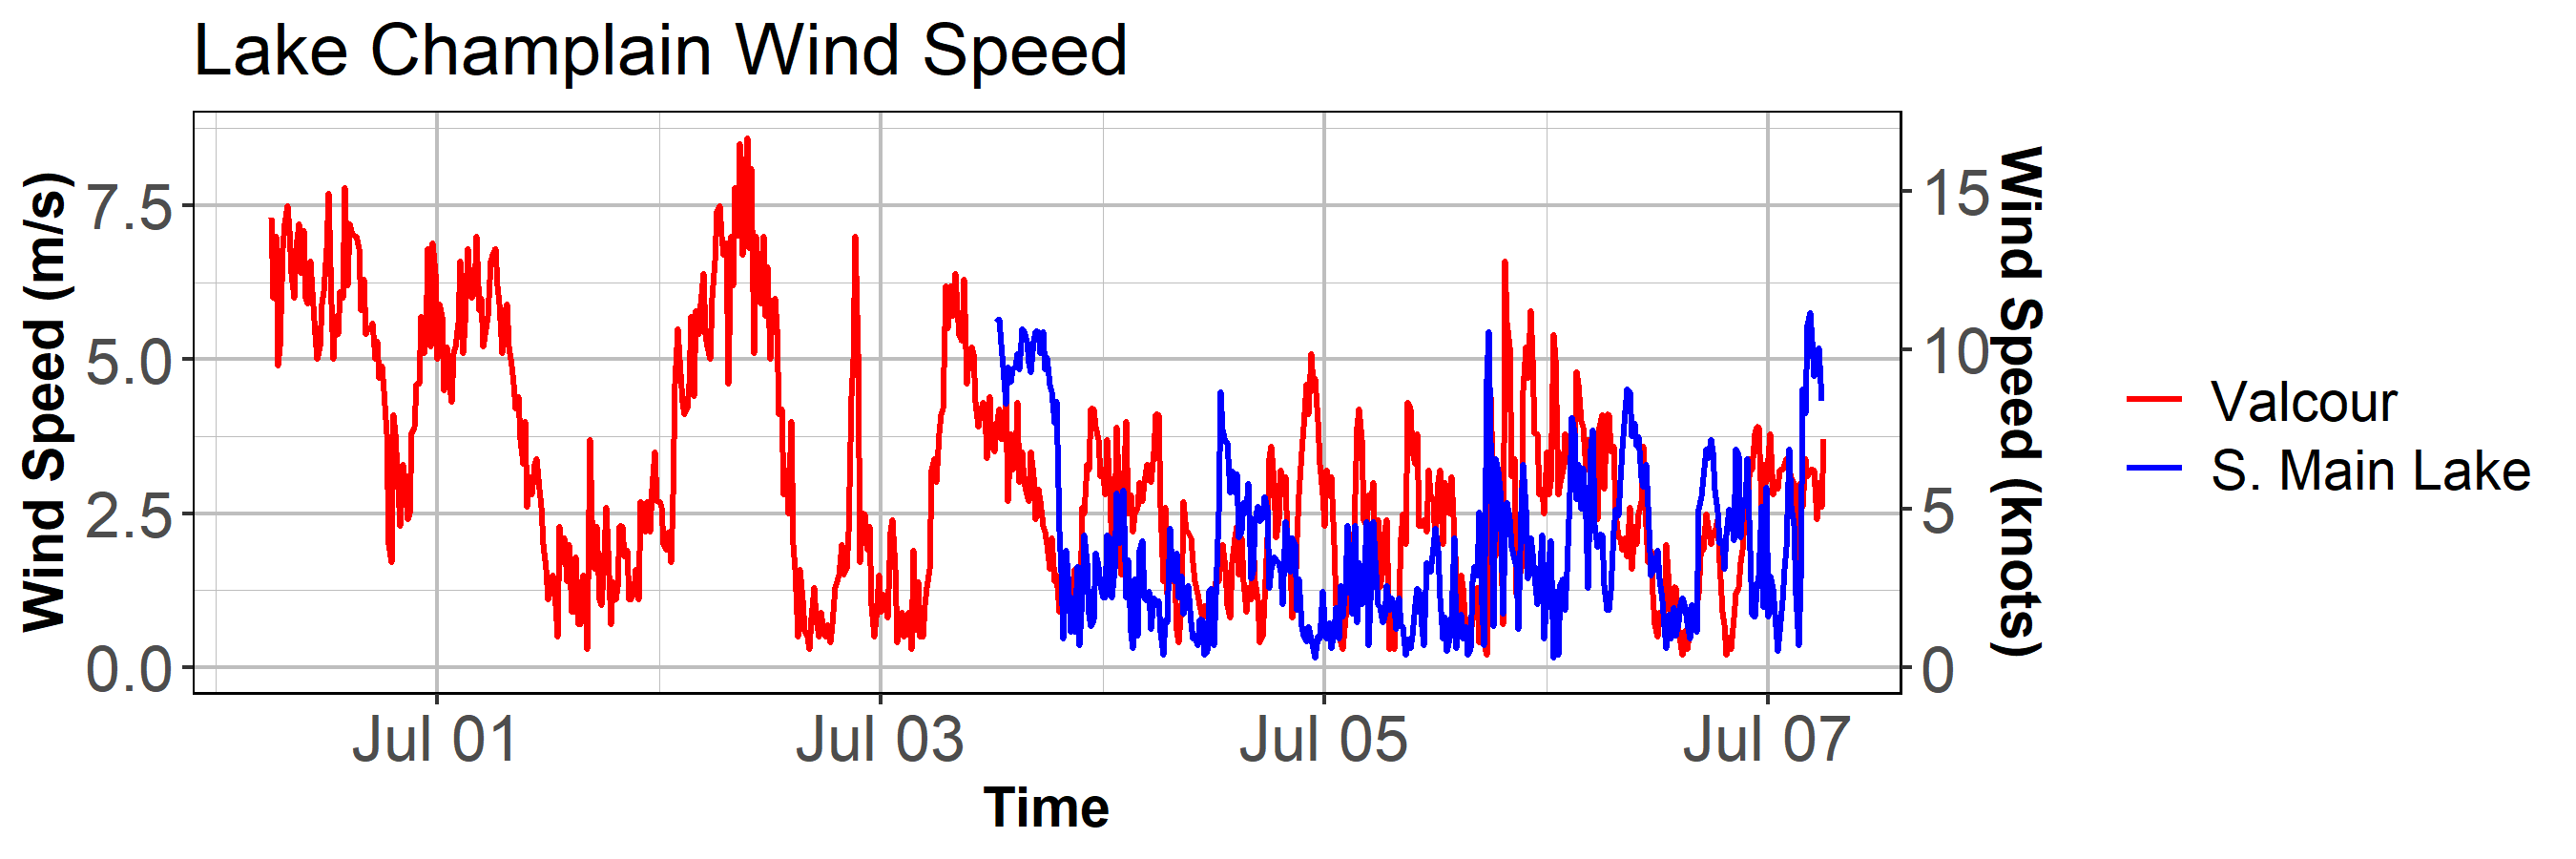 Lake Champlain Wind Speed
Wind Speed (m/s)
7.5
5.0
2.5
0.0
Wind Speed (knots)
15
10
5
0
Jul 01
Jul 03
Jul 05
Jul 07
Time
Valcour
S. Main Lake